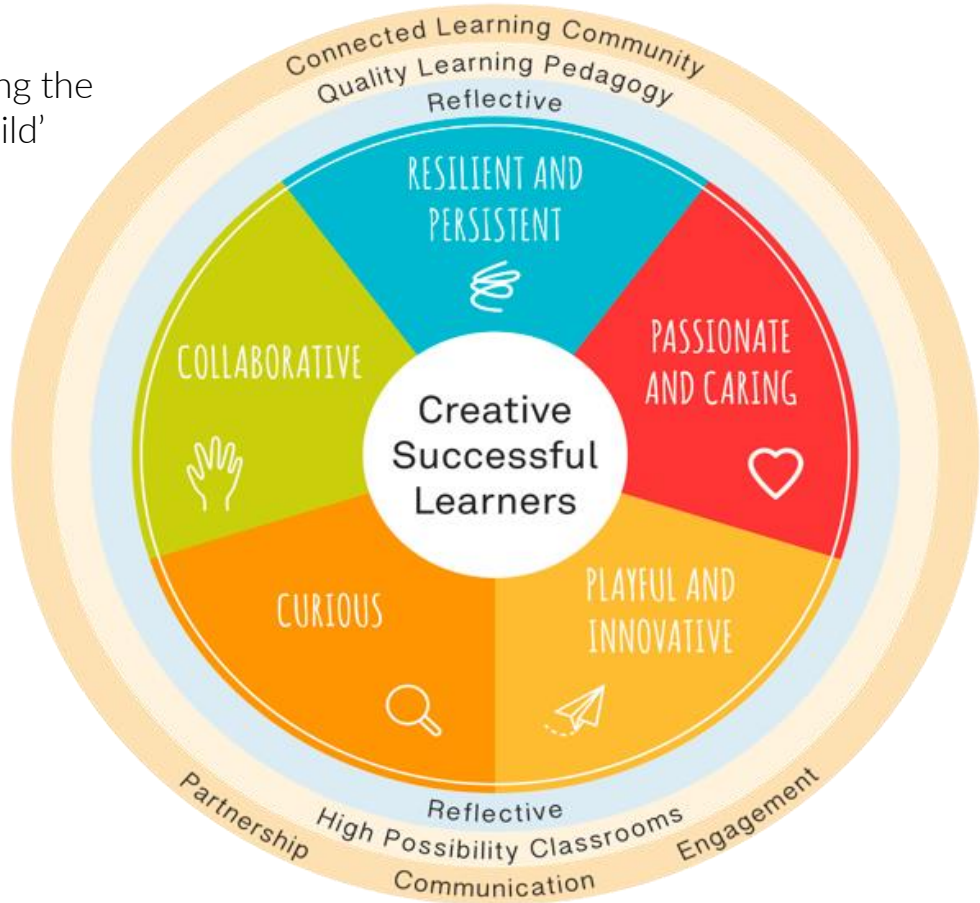 ng the
ild’
Connected Learning Community
Quality Learning Pedagogy
Reflective
RESILIENT AND
PERSISTENT
PASSIONATE
AND CARING
COLLABORATIVE
Creative
Successful
Learners
PLAYFUL AND
INNOVATIVE
CURIOUS
Reflective
High Possibility Classrooms
Partnership
Communication
Engagement